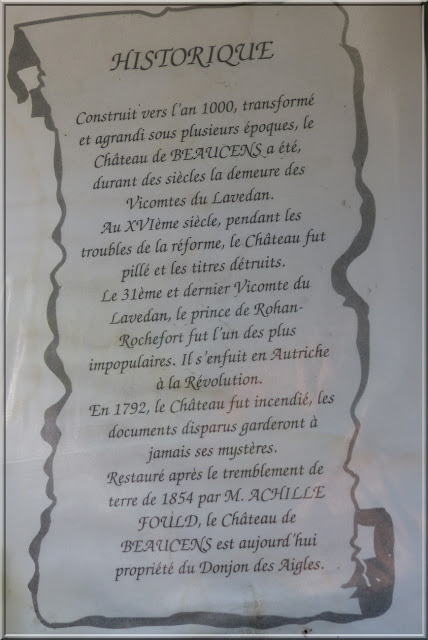 HISTORIQUE
Construit vers l'an 1000, transformé
et agrandi sous plusieurs époques, le
Château de BEAUCENS a été,
durant des siècles la demeure des
Vicomtes du Lavedan.
Au XVIème siècle, pendant les
troubles de la réforme, le Château fut
pillé et les titres détruits.
Le 31ème et dernier Vicomte du
Lavedan, le prince de Rohan-
Rochefort fut l'un des plus
impopulaires. Il s'enfuit en Autriche
à la Révolution.
En 1792, le Château fut incendié, les
documents disparus garderont à
jamais ses mystères.
Restauré après le tremblement de
terre de 1854 par M. ACHILLE
FOULD, le Château de
BEAUCENS est aujourd'hui
propriété du Donjon des Aigles.